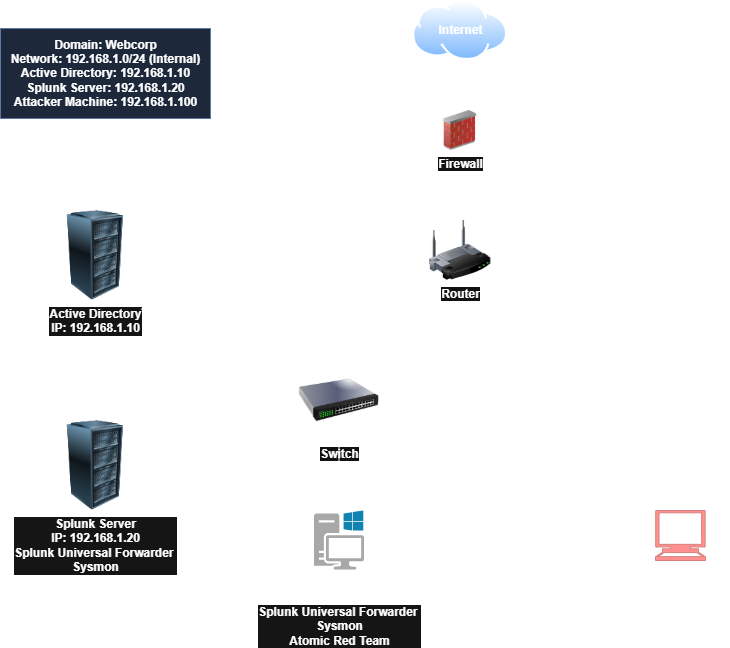 Internet
Domain: Webcorp
Network: 192.168.1.0/24 (Internal)
Active Directory: 192.168.1.10
Splunk Server: 192.168.1.20
Attacker Machine: 192.168.1.100
Firewall
Router
Active Directory
IP: 192.168.1.10
Switch
Splunk Server
IP: 192.168.1.20
Splunk Universal Forwarder
Sysmon
Splunk Universal Forwarder
Sysmon
Atomic Red Team